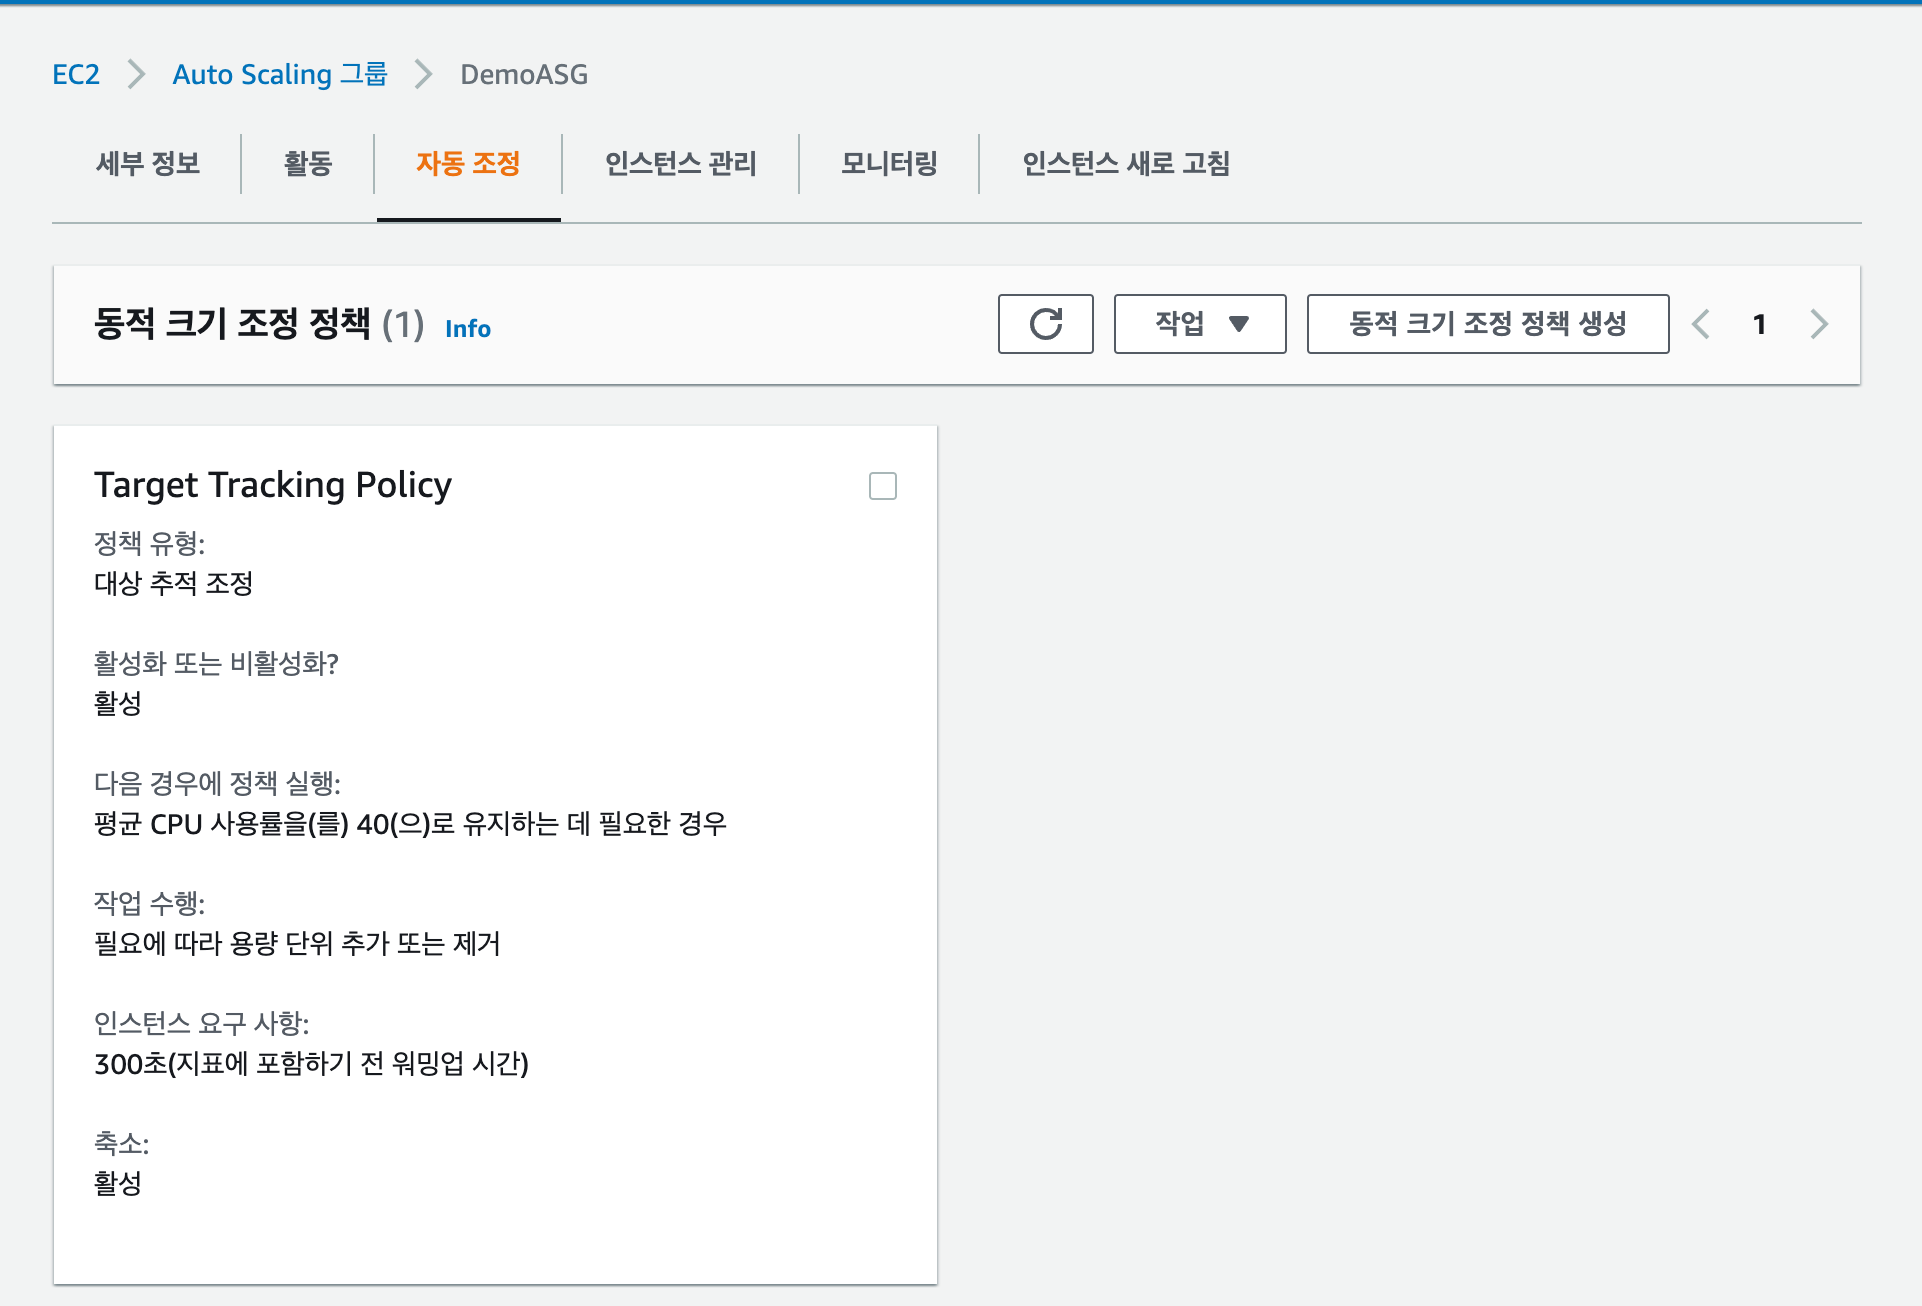 EC2 Auto Scaling 그룹 DemoASG
세부 정보 활동 자동 조정 인스턴스 관리 모니터링 인스턴스 새로 고침
동적 크기 조정 정책 (1) Info 작업 동적 크기 조정 정책 생성 1
Target Tracking Policy
정책 유형:
대상 추적 조정
활성화 또는 비활성화?
활성
다음 경우에 정책 실행:
평균 CPU 사용률을(를) 40(으)로 유지하는 데 필요한 경우
작업 수행:
필요에 따라 용량 단위 추가 또는 제거
인스턴스 요구 사항:
300초(지표에 포함하기 전 워밍업 시간)
축소:
활성